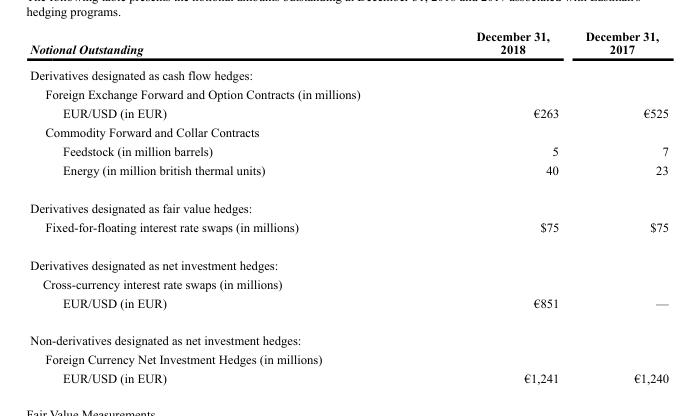 hedging programs.
Notional Outstanding December 31, 2018 December 31, 2017
Derivatives designated as cash flow hedges:
Foreign Exchange Forward and Option Contracts (in millions)
EUR/USD (in EUR) €263 €525
Commodity Forward and Collar Contracts
Feedstock (in million barrels) 5 7
Energy (in million british thermal units) 40 23
Derivatives designated as fair value hedges:
Fixed-for-floating interest rate swaps (in millions) $75 $75
Derivatives designated as net investment hedges:
Cross-currency interest rate swaps (in millions)
EUR/USD (in EUR) €851 —
Non-derivatives designated as net investment hedges:
Foreign Currency Net Investment Hedges (in millions)
EUR/USD (in EUR) €1,241 €1,240
Fair Value Measurements